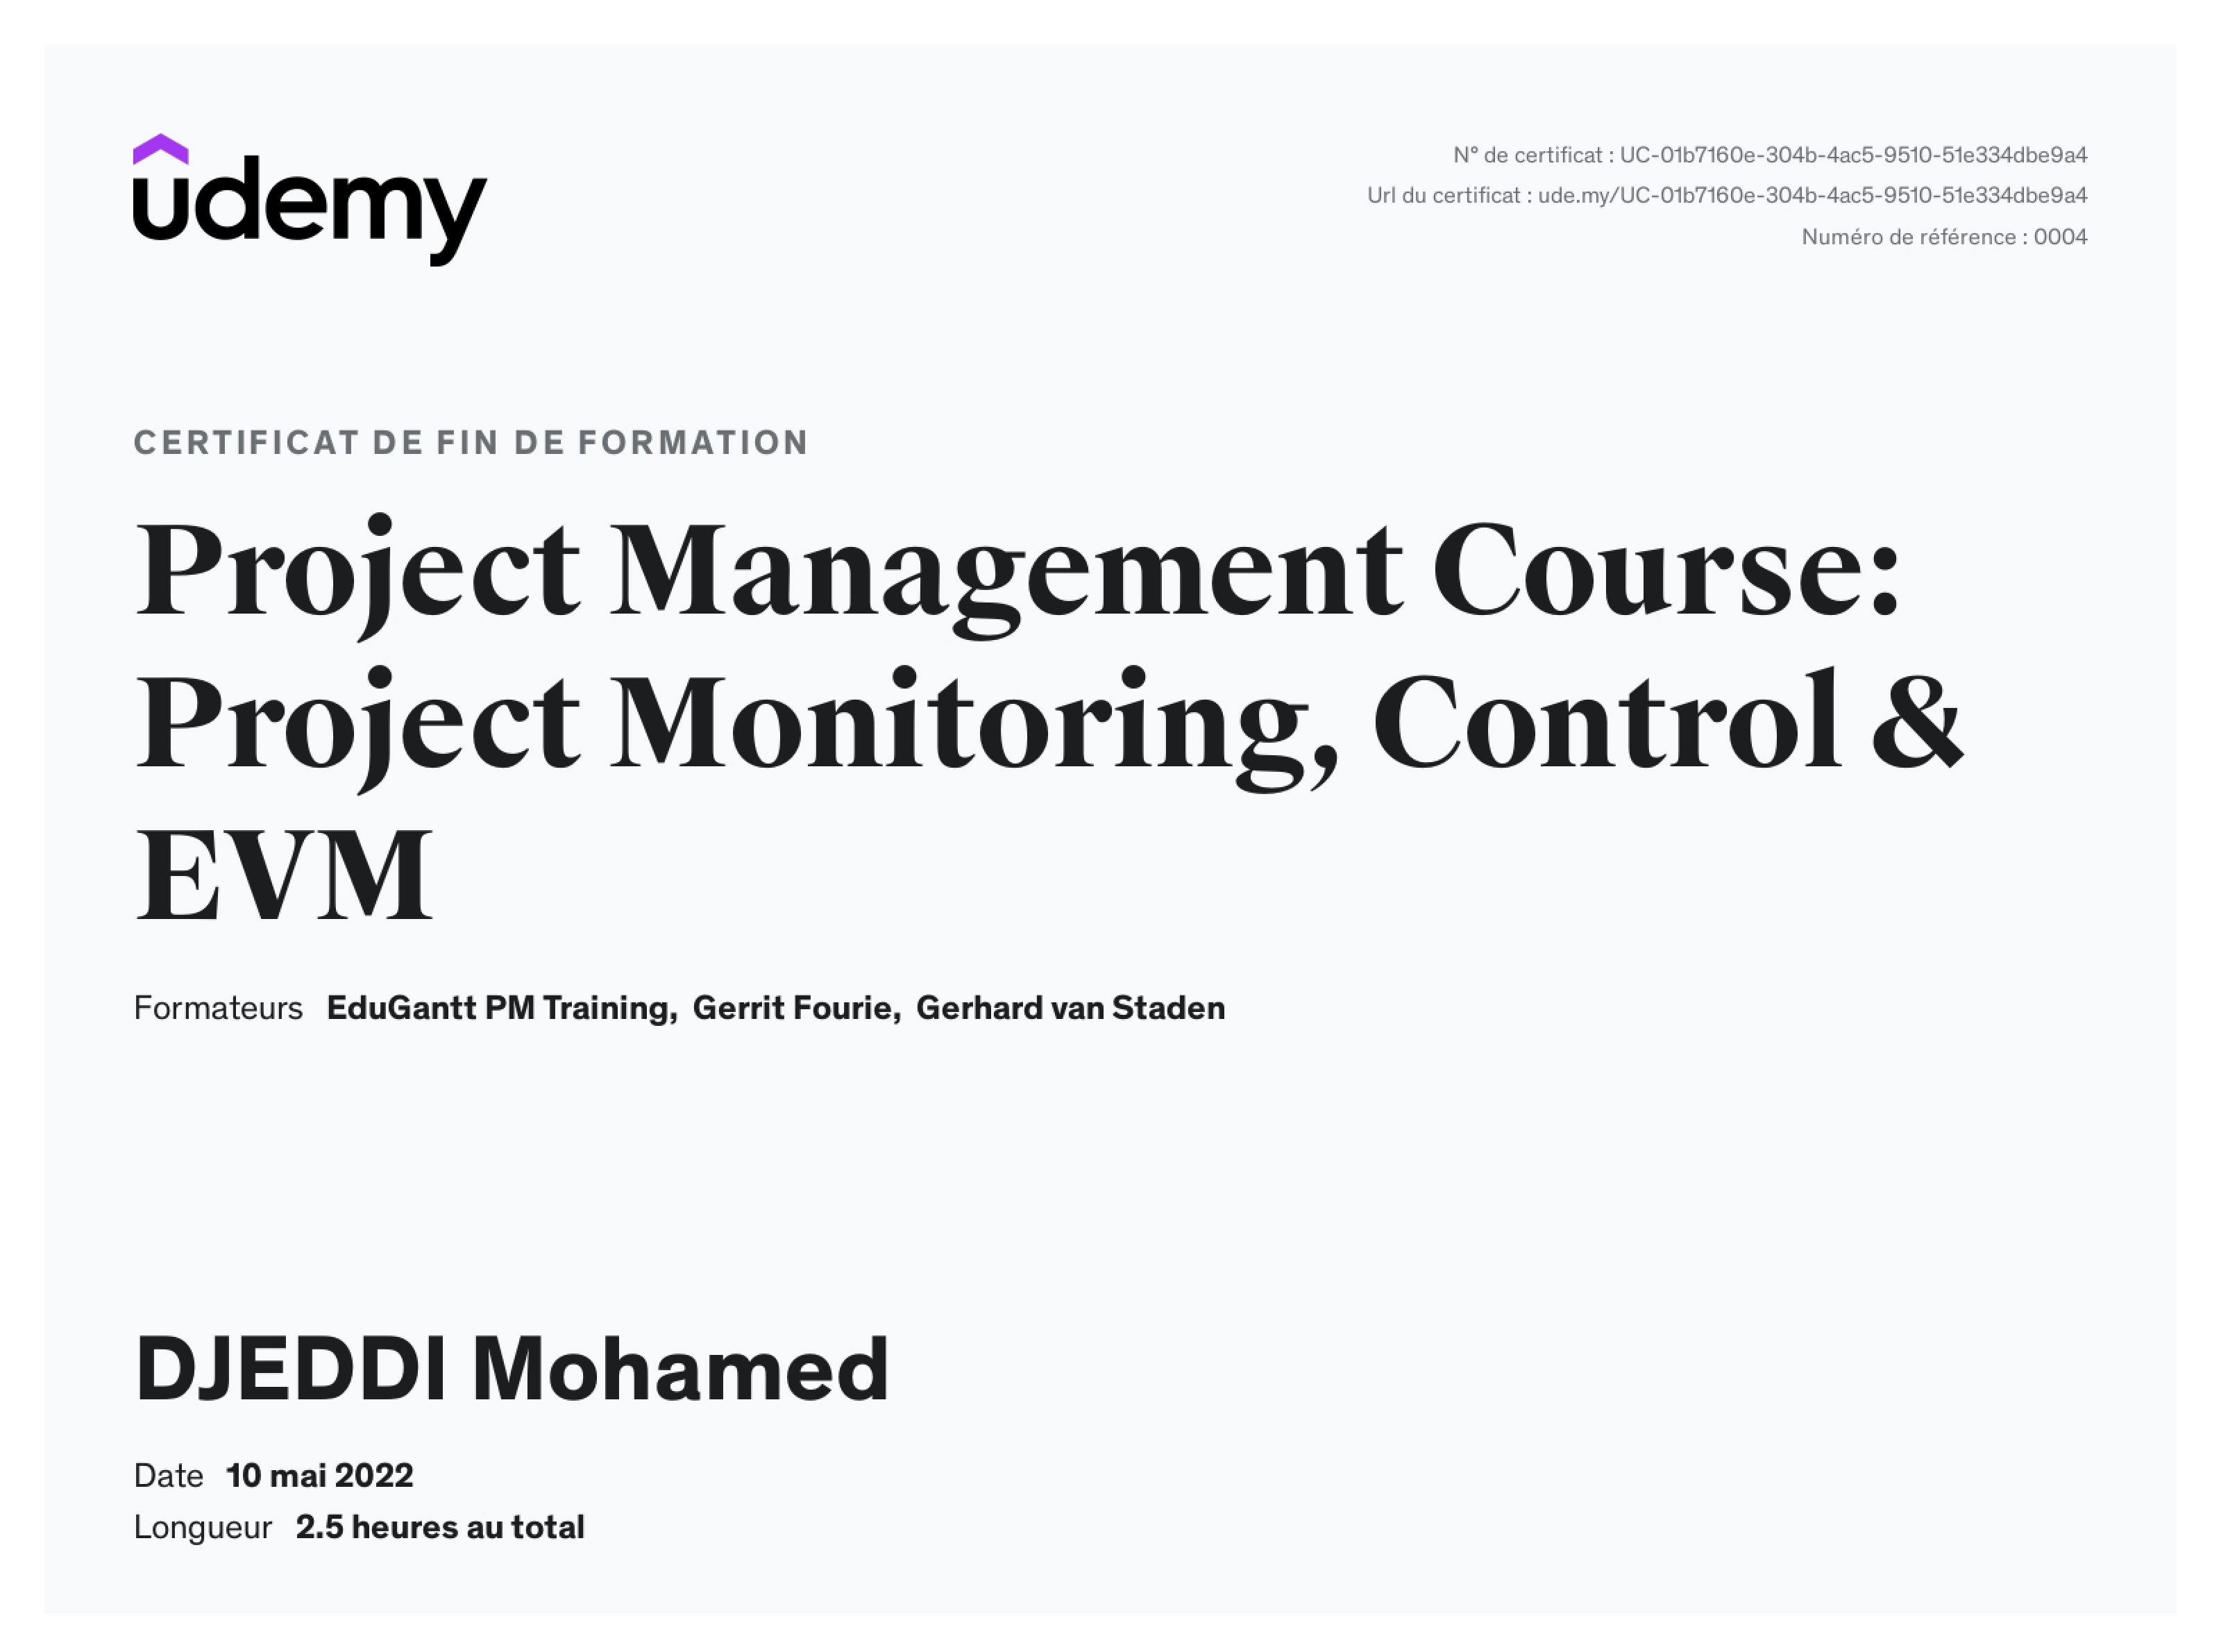 udemy
N° de certificat : UC-01b7160e-304b-4ac5-9510-51e334dbe9a4
Url du certificat : ude.my/UC-01b7160e-304b-4ac5-9510-51e334dbe9a4
Numéro de référence : 0004
CERTIFICAT DE FIN DE FORMATION
Project Management Course:
Project Monitoring, Control &
EVM
Formateurs EduGantt PM Training, Gerrit Fourie, Gerhard van Staden
DJEDDI Mohamed
Date 10 mai 2022
Longueur 2.5 heures au total